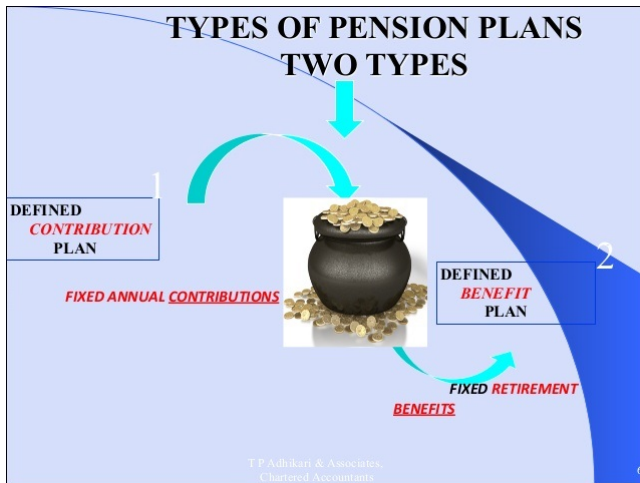 TYPES OF PENSION PLANS
TWO TYPES
1
DEFINED
CONTRIBUTION
PLAN
FIXED ANNUAL CONTRIBUTIONS
2
DEFINED
BENEFIT
PLAN
FIXED RETIREMENT
BENEFITS
T P Adhikari & Associates,
Chartered Accountants
6